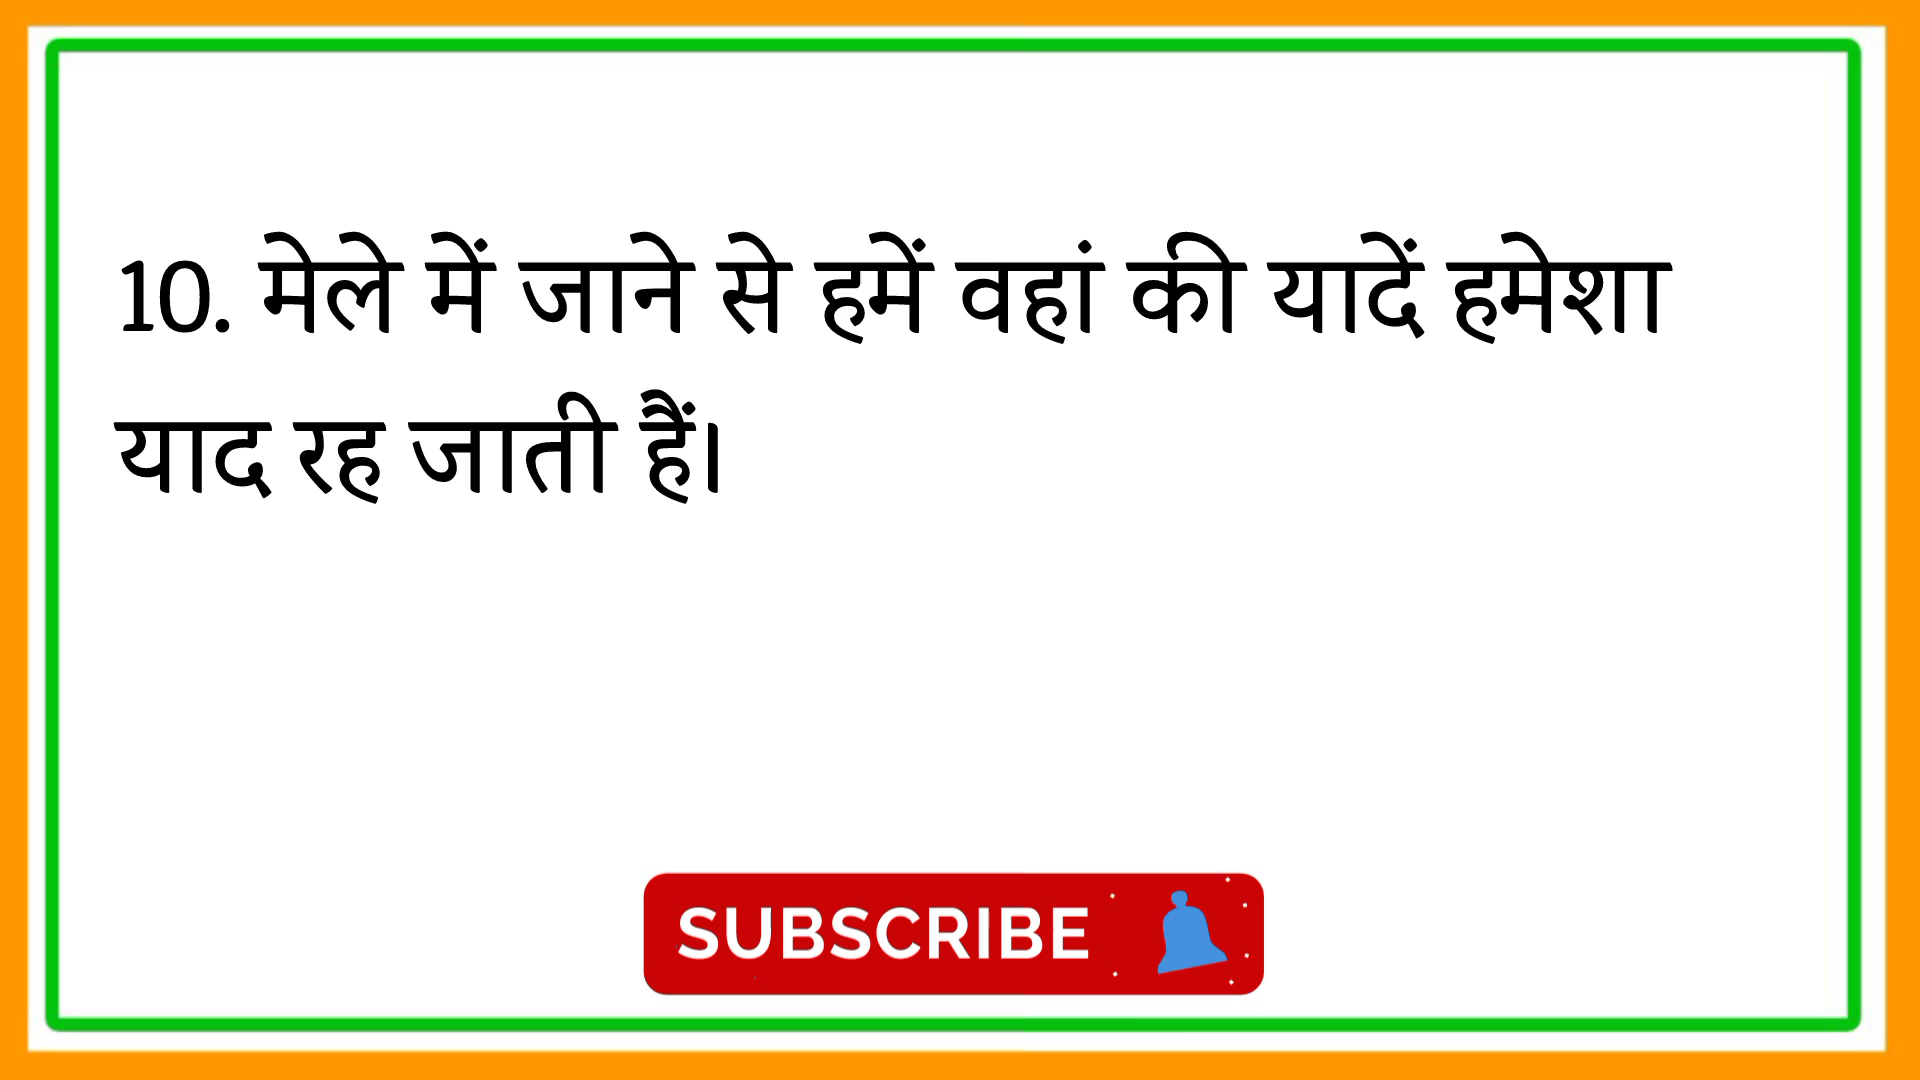 10. मेले में जाने से हमें वहां की यादें हमेशा
याद रह जाती हैं।
SUBSCRIBE